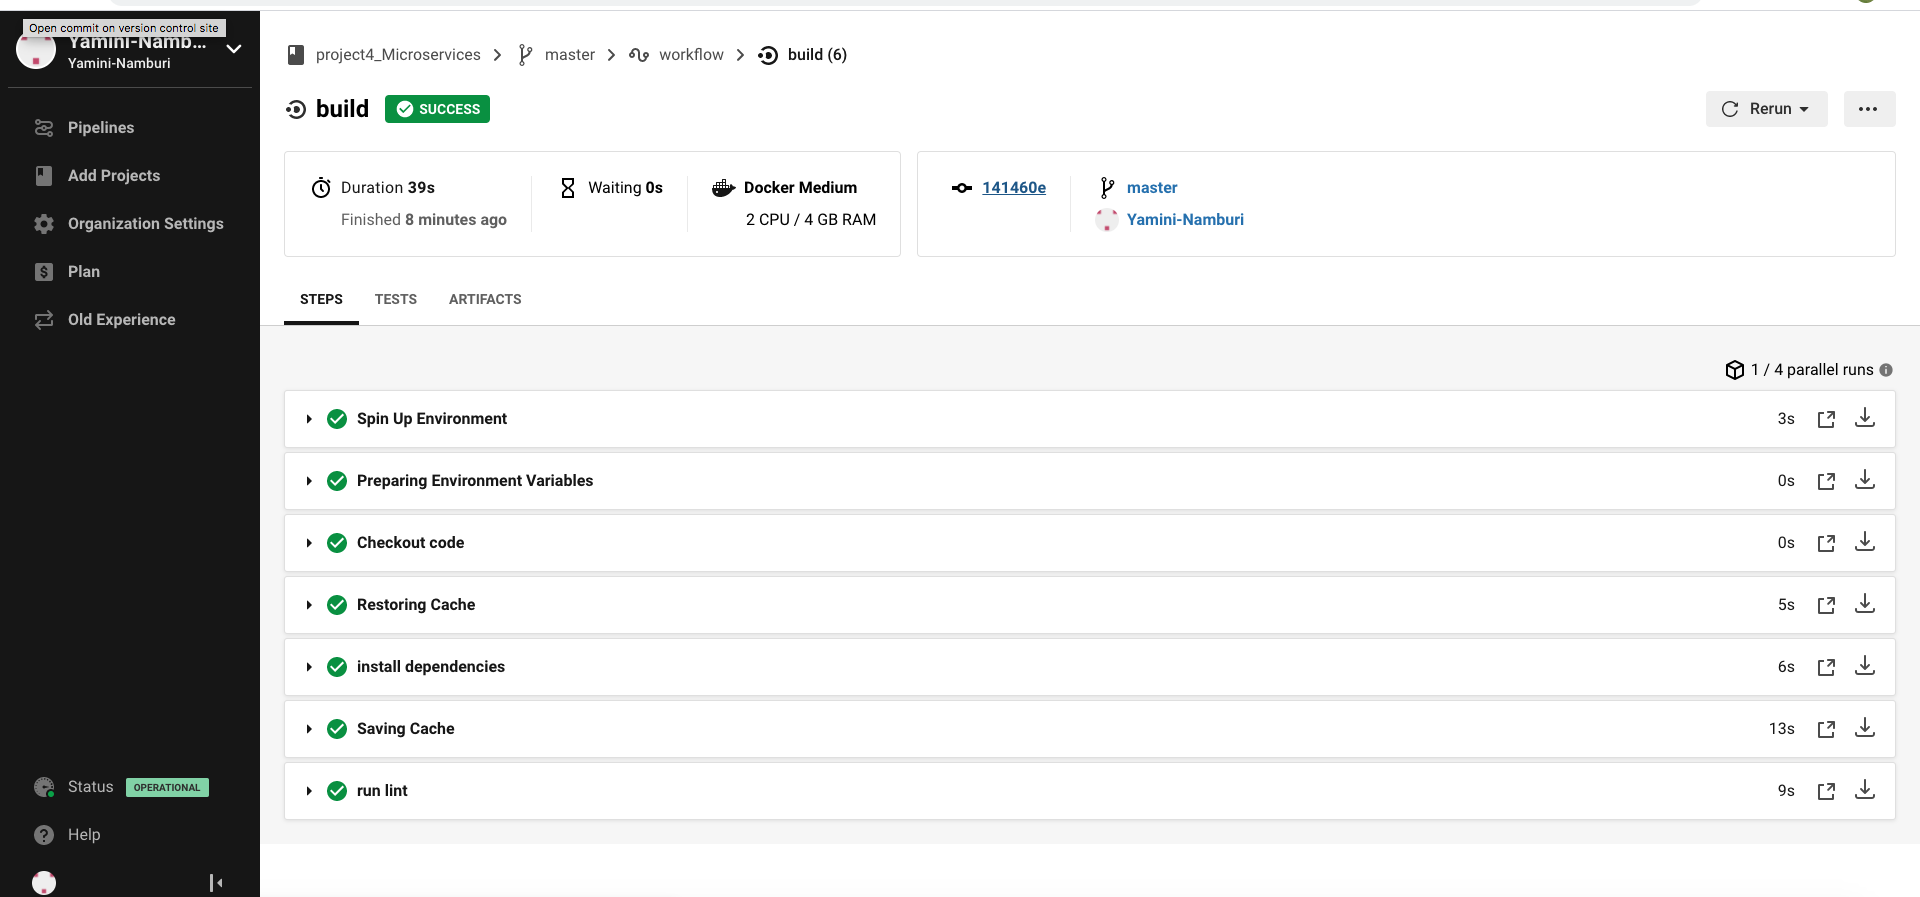 Open commit on version control site
Yamini-Namb...
Yamini-Namburi
Pipelines
Add Projects
Organization Settings
Plan
Old Experience
Status OPERATIONAL
Help
project4_Microservices master workflow build (6)
build SUCCESS
Rerun
Duration 39s
Finished 8 minutes ago
Waiting 0s
Docker Medium
2 CPU / 4 GB RAM
141460e
master
Yamini-Namburi
STEPS TESTS ARTIFACTS
1 / 4 parallel runs
Spin Up Environment 3s
Preparing Environment Variables 0s
Checkout code 0s
Restoring Cache 5s
install dependencies 6s
Saving Cache 13s
run lint 9s